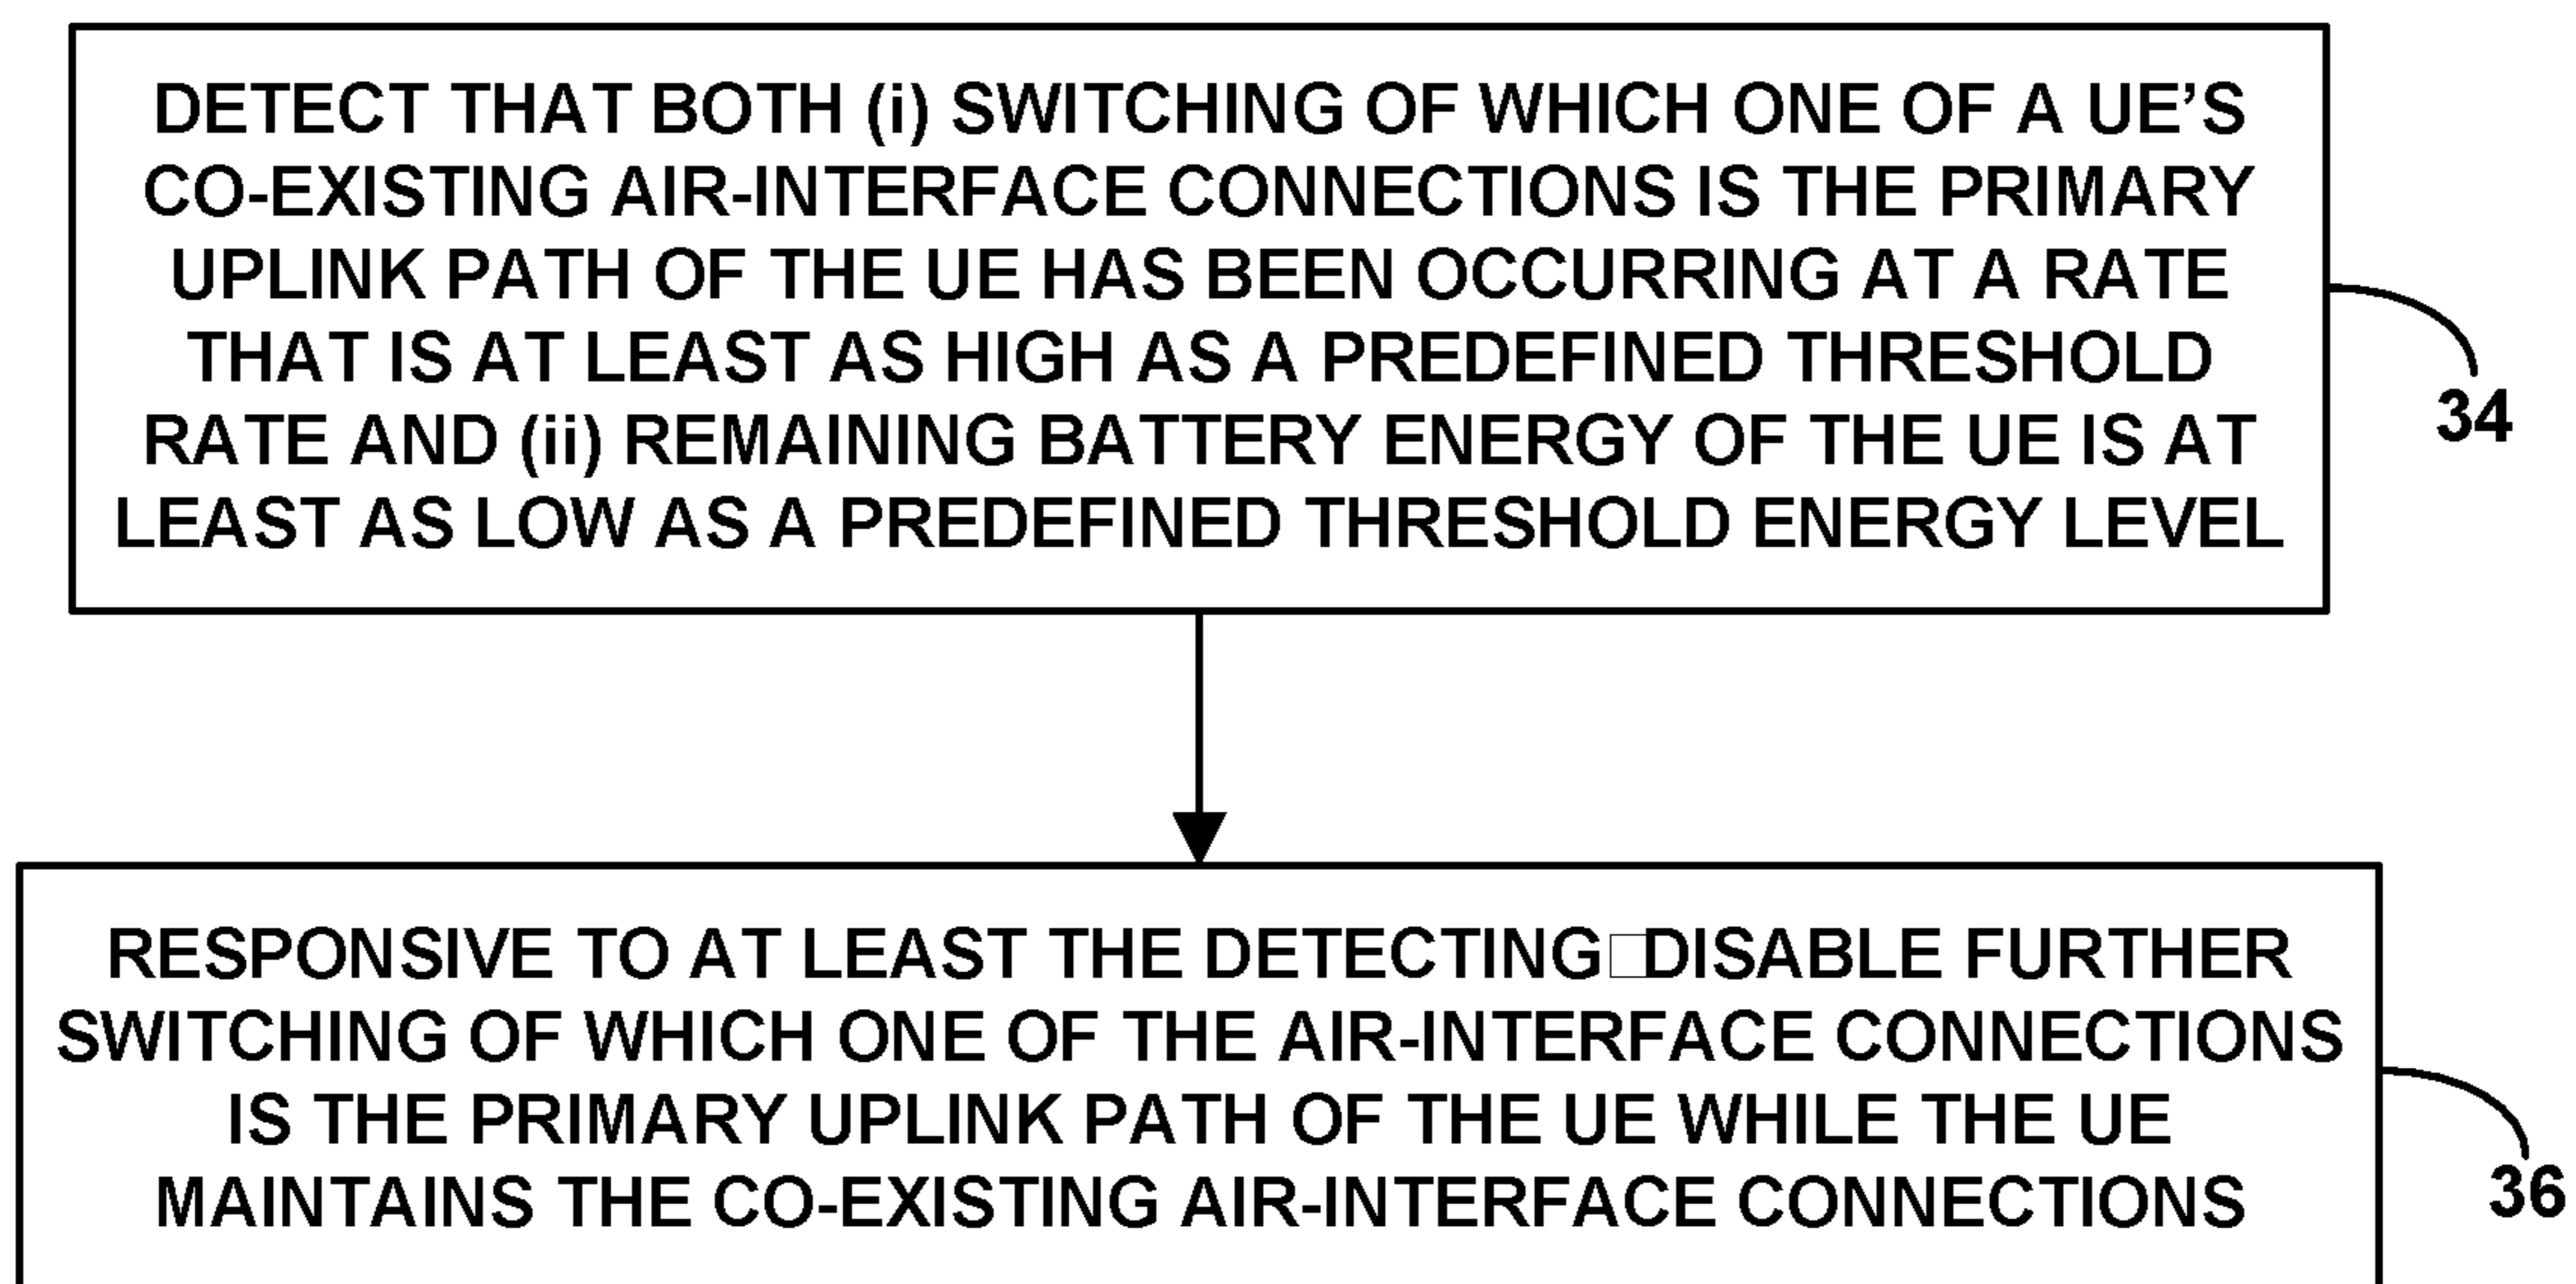 DETECT THAT BOTH (i) SWITCHING OF WHICH ONE OF A UE’S
CO-EXISTING AIR-INTERFACE CONNECTIONS IS THE PRIMARY
UPLINK PATH OF THE UE HAS BEEN OCCURRING AT A RATE
THAT IS AT LEAST AS HIGH AS A PREDEFINED THRESHOLD
RATE AND (ii) REMAINING BATTERY ENERGY OF THE UE IS AT
LEAST AS LOW AS A PREDEFINED THRESHOLD ENERGY LEVEL
34
RESPONSIVE TO AT LEAST THE DETECTING□DISABLE FURTHER
SWITCHING OF WHICH ONE OF THE AIR-INTERFACE CONNECTIONS
IS THE PRIMARY UPLINK PATH OF THE UE WHILE THE UE
MAINTAINS THE CO-EXISTING AIR-INTERFACE CONNECTIONS
36